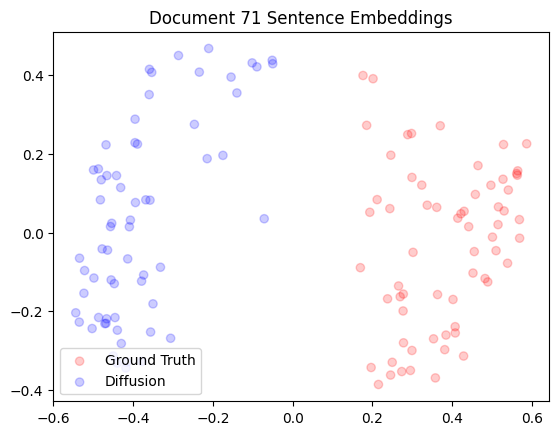 Document 71 Sentence Embeddings
0.4
0.2
0.0
−0.2
−0.4
Ground Truth
Diffusion
−0.6 −0.4 −0.2 0.0 0.2 0.4 0.6